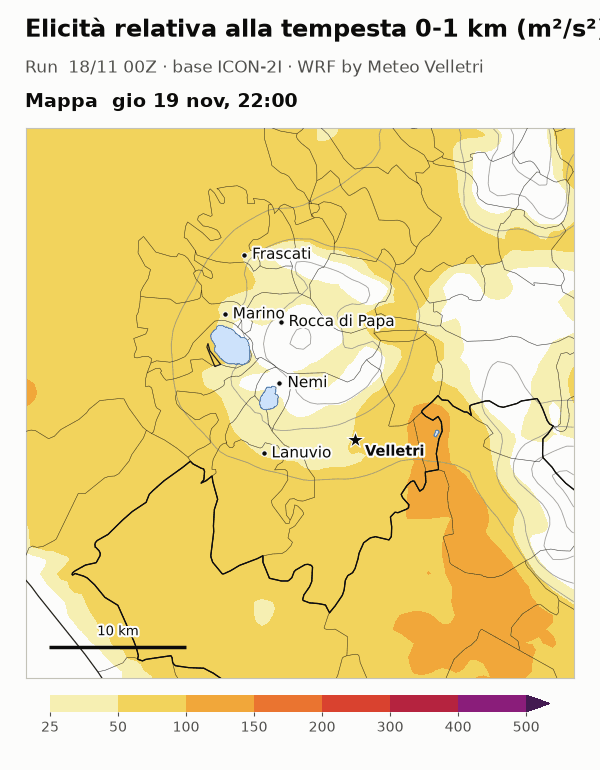 Elicità relativa alla tempesta 0-1 km (m²/s²)
Run  18/11 00Z · base ICON-2I · WRF by Meteo Velletri
Mappa  gio 19 nov, 22:00
Frascati
Marino
Rocca di Papa
Nemi
Velletri
Lanuvio
10 km
25 50 100 150 200 300 400 500